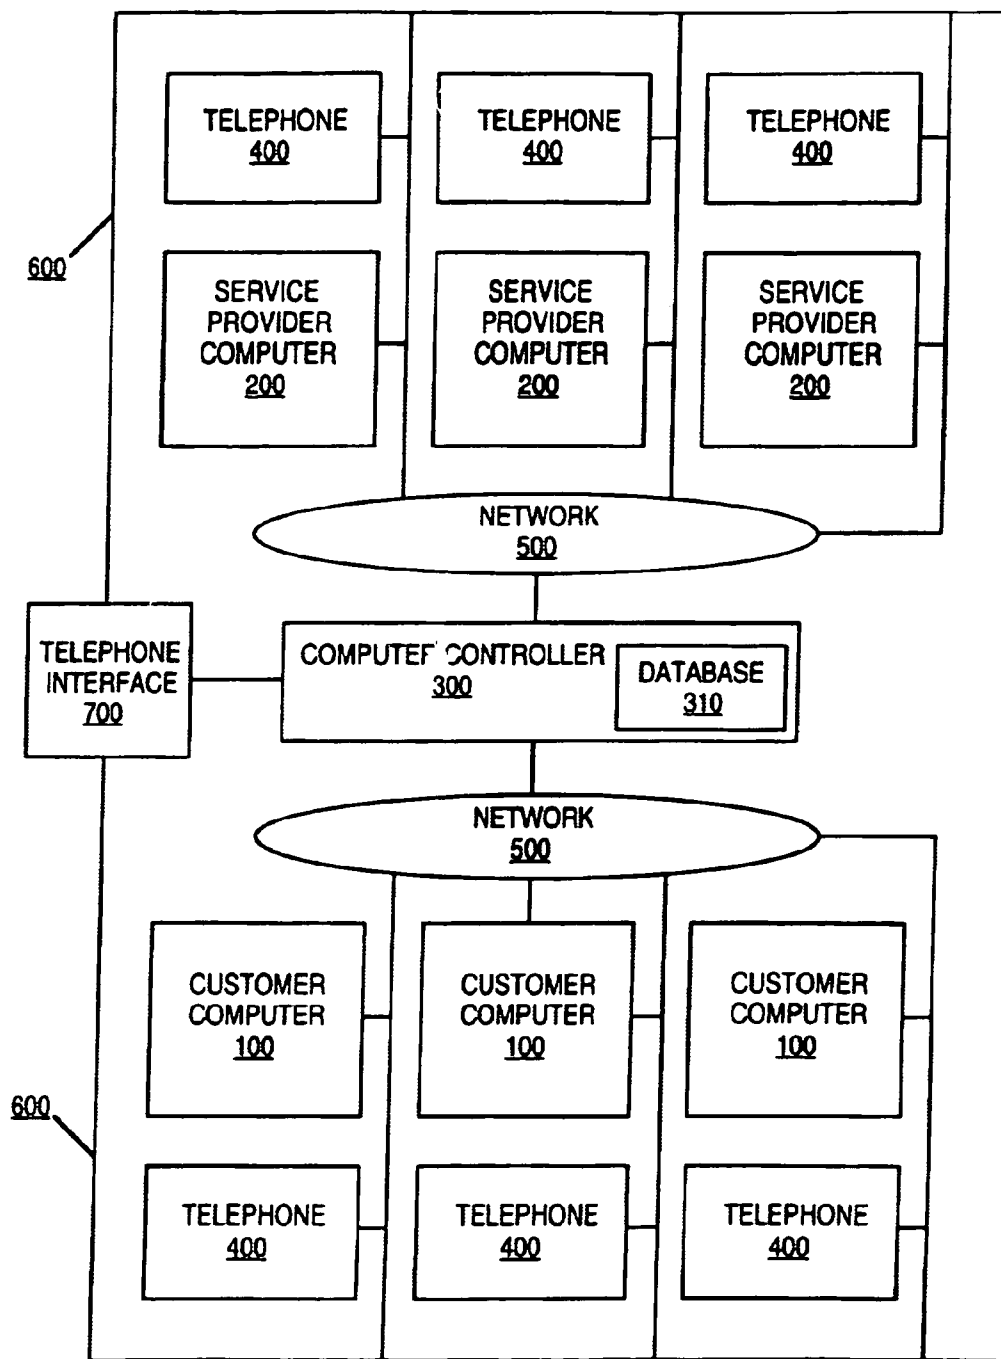 TELEPHONE
400
TELEPHONE
400
TELEPHONE
400
600
SERVICE
PROVIDER
COMPUTER
200
SERVICE
PROVIDER
COMPUTER
200
SERVICE
PROVIDER
COMPUTER
200
NETWORK
500
TELEPHONE
INTERFACE
700
COMPUTER CONTROLLER
300
DATABASE
310
NETWORK
500
CUSTOMER
COMPUTER
100
CUSTOMER
COMPUTER
100
CUSTOMER
COMPUTER
100
600
TELEPHONE
400
TELEPHONE
400
TELEPHONE
400